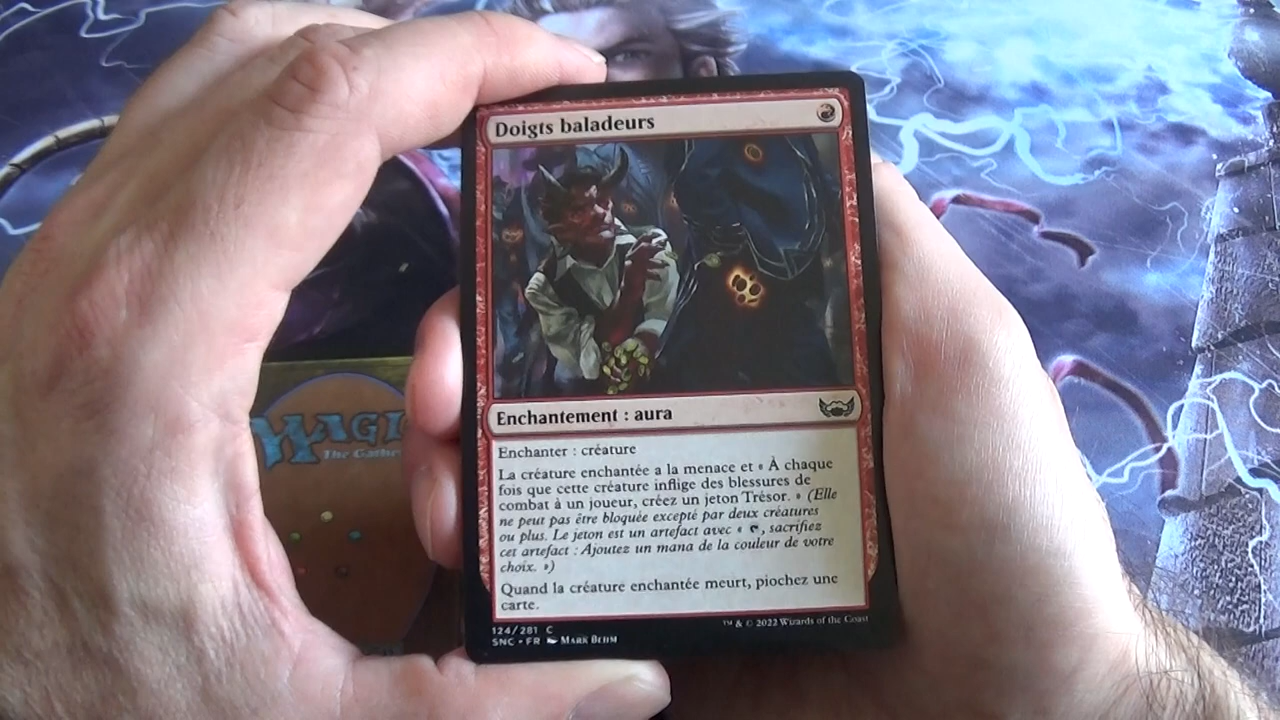 Doigts baladeurs
Enchantement : aura
Enchanter : créature
La créature enchantée a la menace et « À chaque
fois que cette créature inflige des blessures de
combat à un joueur, créez un jeton Trésor. » (Elle
ne peut pas être bloquée excepté par deux créatures
ou plus. Le jeton est un artefact avec « , sacrifiez
cet artefact : Ajoutez un mana de la couleur de votre
choix. »)
Quand la créature enchantée meurt, piochez une
carte.
124/281 C
SNC • FR Mark Behm
™ & © 2022 Wizards of the Coast
Magi
The Gathe